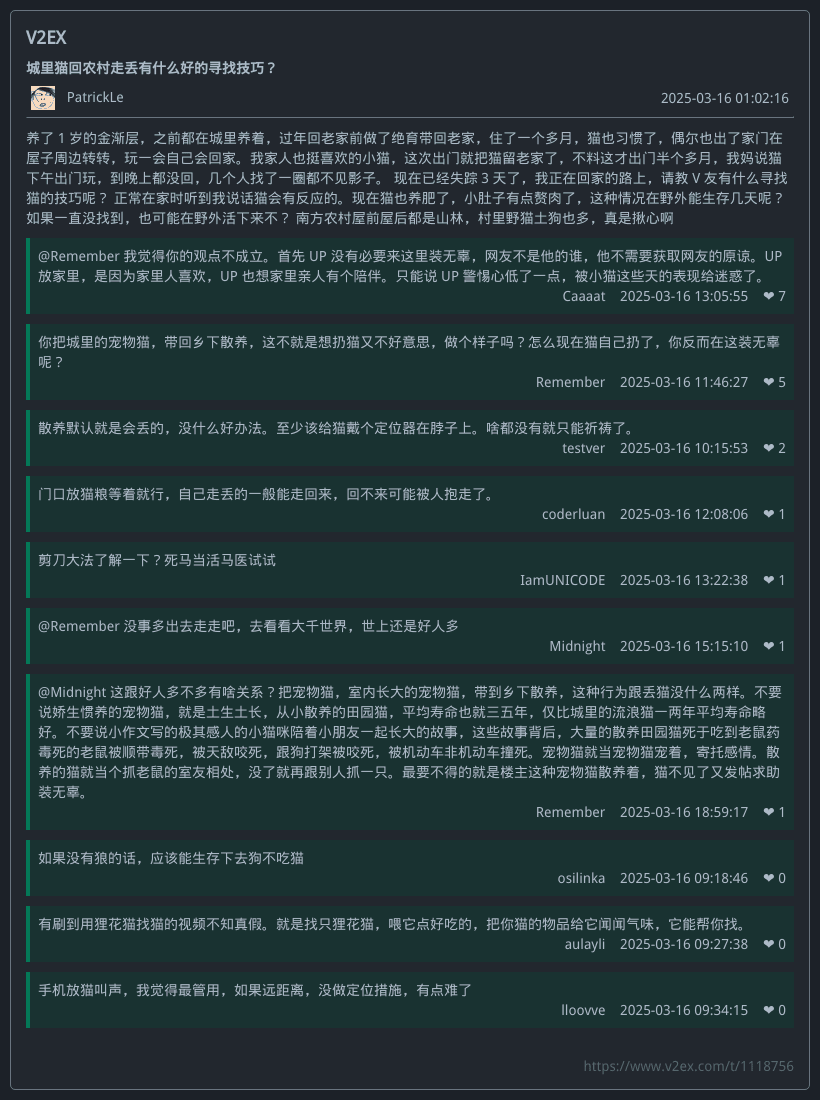 V2EX
城里猫回农村走丢有什么好的寻找技巧？
PatrickLe 2025-03-16 01:02:16
养了 1 岁的金渐层，之前都在城里养着，过年回老家前做了绝育带回老家，住了一个多月，猫也习惯了，偶尔也出了家门在
屋子周边转转，玩一会自己会回家。我家人也挺喜欢的小猫，这次出门就把猫留老家了，不料这才出门半个多月，我妈说猫
下午出门玩，到晚上都没回，几个人找了一圈都不见影子。 现在已经失踪 3 天了，我正在回家的路上，请教 V 友有什么寻找
猫的技巧呢？ 正常在家时听到我说话猫会有反应的。现在猫也养肥了，小肚子有点赘肉了，这种情况在野外能生存几天呢？
如果一直没找到，也可能在野外活下来不？ 南方农村屋前屋后都是山林，村里野猫土狗也多，真是揪心啊
@Remember 我觉得你的观点不成立。首先 UP 没有必要来这里装无辜，网友不是他的谁，他不需要获取网友的原谅。UP
放家里，是因为家里人喜欢，UP 也想家里亲人有个陪伴。只能说 UP 警惕心低了一点，被小猫这些天的表现给迷惑了。
Caaaat 2025-03-16 13:05:55 ❤ 7
你把城里的宠物猫，带回乡下散养，这不就是想扔猫又不好意思，做个样子吗？怎么现在猫自己扔了，你反而在这装无辜
呢？
Remember 2025-03-16 11:46:27 ❤ 5
散养默认就是会丢的，没什么好办法。至少该给猫戴个定位器在脖子上。啥都没有就只能祈祷了。
testver 2025-03-16 10:15:53 ❤ 2
门口放猫粮等着就行，自己走丢的一般能走回来，回不来可能被人抱走了。
coderluan 2025-03-16 12:08:06 ❤ 1
剪刀大法了解一下？死马当活马医试试
IamUNICODE 2025-03-16 13:22:38 ❤ 1
@Remember 没事多出去走走吧，去看看大千世界，世上还是好人多
Midnight 2025-03-16 15:15:10 ❤ 1
@Midnight 这跟好人多不多有啥关系？把宠物猫，室内长大的宠物猫，带到乡下散养，这种行为跟丢猫没什么两样。不要
说娇生惯养的宠物猫，就是土生土长，从小散养的田园猫，平均寿命也就三五年，仅比城里的流浪猫一两年平均寿命略
好。不要说小作文写的极其感人的小猫咪陪着小朋友一起长大的故事，这些故事背后，大量的散养田园猫死于吃到老鼠药
毒死的老鼠被顺带毒死，被天敌咬死，跟狗打架被咬死，被机动车非机动车撞死。宠物猫就当宠物猫宠着，寄托感情。散
养的猫就当个抓老鼠的室友相处，没了就再跟别人抓一只。最要不得的就是楼主这种宠物猫散养着，猫不见了又发帖求助
装无辜。
Remember 2025-03-16 18:59:17 ❤ 1
如果没有狼的话，应该能生存下去狗不吃猫
osilinka 2025-03-16 09:18:46 ❤ 0
有刷到用狸花猫找猫的视频不知真假。就是找只狸花猫，喂它点好吃的，把你猫的物品给它闻闻气味，它能帮你找。
aulayli 2025-03-16 09:27:38 ❤ 0
手机放猫叫声，我觉得最管用，如果远距离，没做定位措施，有点难了
lloovve 2025-03-16 09:34:15 ❤ 0
https://www.v2ex.com/t/1118756